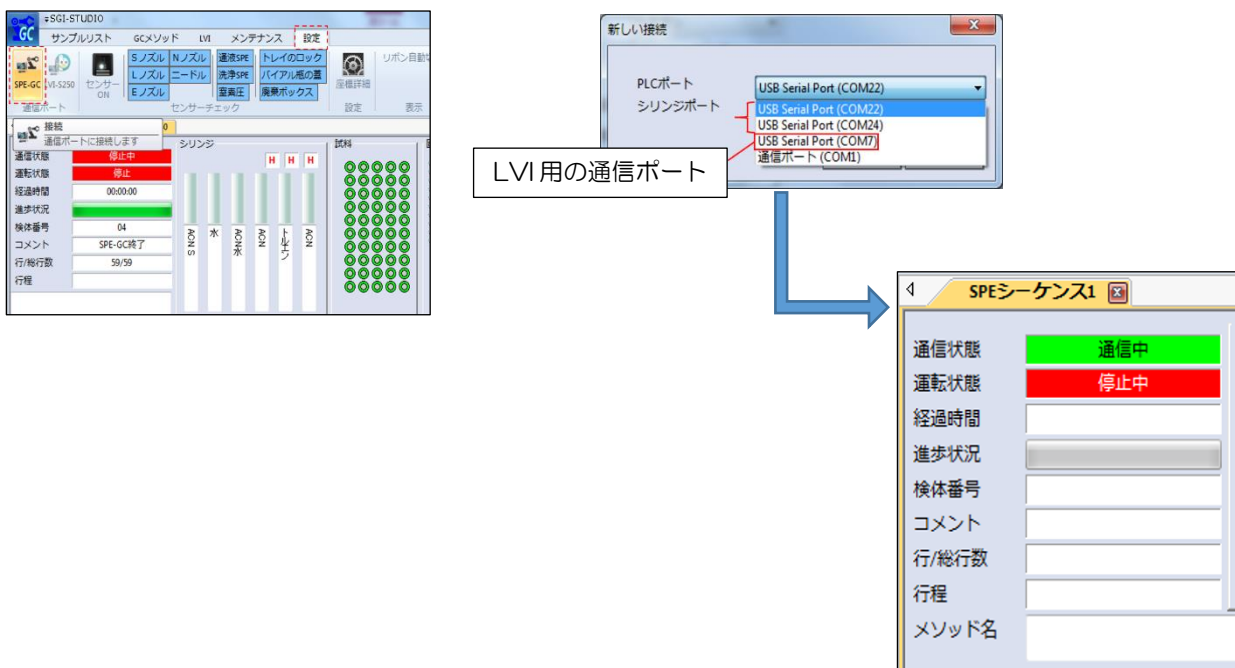 SGI-STUDIO
GC
サンプルリスト GCメソッド LVI メンテナンス 設定
SPE-GC LVI-S250 センサーON
Sノズル Nノズル 通液SPE トレイのロック
Lノズル ニードル 洗浄SPE バイアル瓶の蓋
Eノズル 窒素圧 廃棄ボックス
座標詳細
リボン自動
通信ポート センサーチェック 設定 表示
接続
通信ポートに接続します
通信状態 停止中
運転状態 停止
経過時間 00:00:00
進歩状況
検体番号 04
コメント SPE-GC終了
行/総行数 59/59
行程
シリンジ
H H H
ACN S
水
ACN水
ACN
トルエン
ACN
試料
新しい接続
PLCポート USB Serial Port (COM22)
シリンジポート USB Serial Port (COM22)
USB Serial Port (COM24)
USB Serial Port (COM7)
通信ポート (COM1)
LVI用の通信ポート
SPEシーケンス1
通信状態 通信中
運転状態 停止中
経過時間
進歩状況
検体番号
コメント
行/総行数
行程
メソッド名